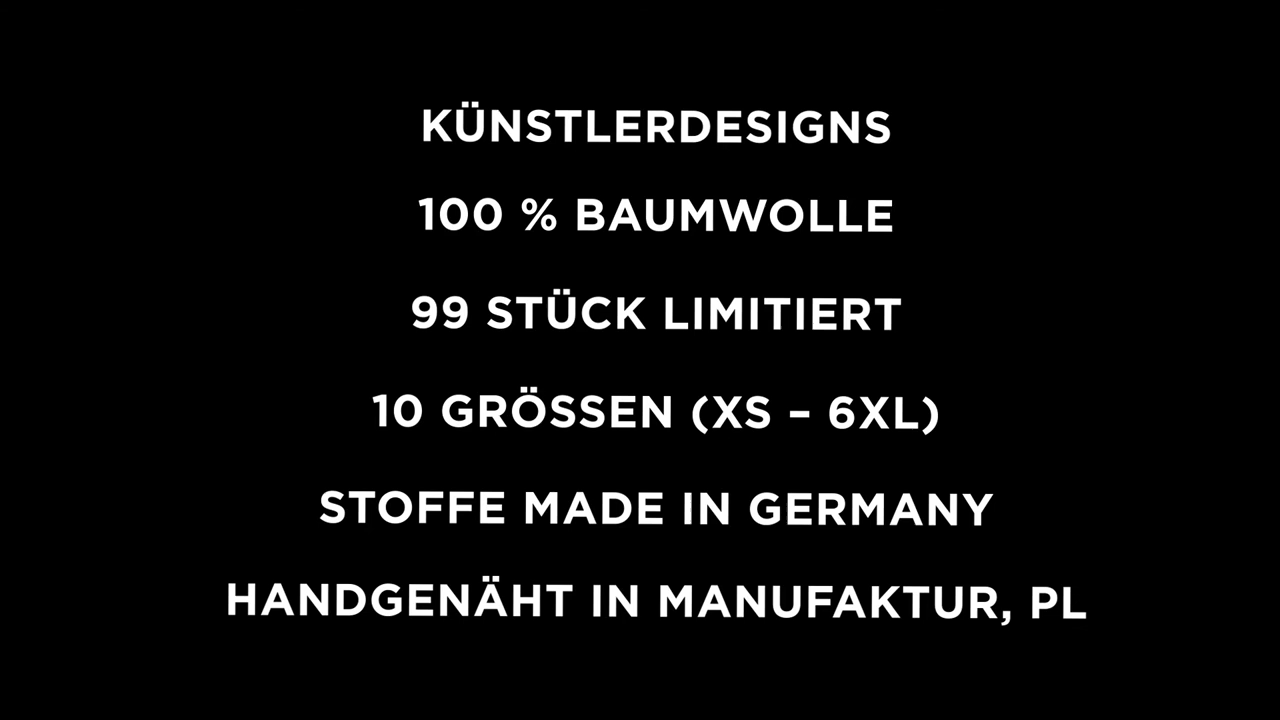 KÜNSTLERDESIGNS
100 % BAUMWOLLE
99 STÜCK LIMITIERT
10 GRÖSSEN (XS – 6XL)
STOFFE MADE IN GERMANY
HANDGENÄHT IN MANUFAKTUR, PL